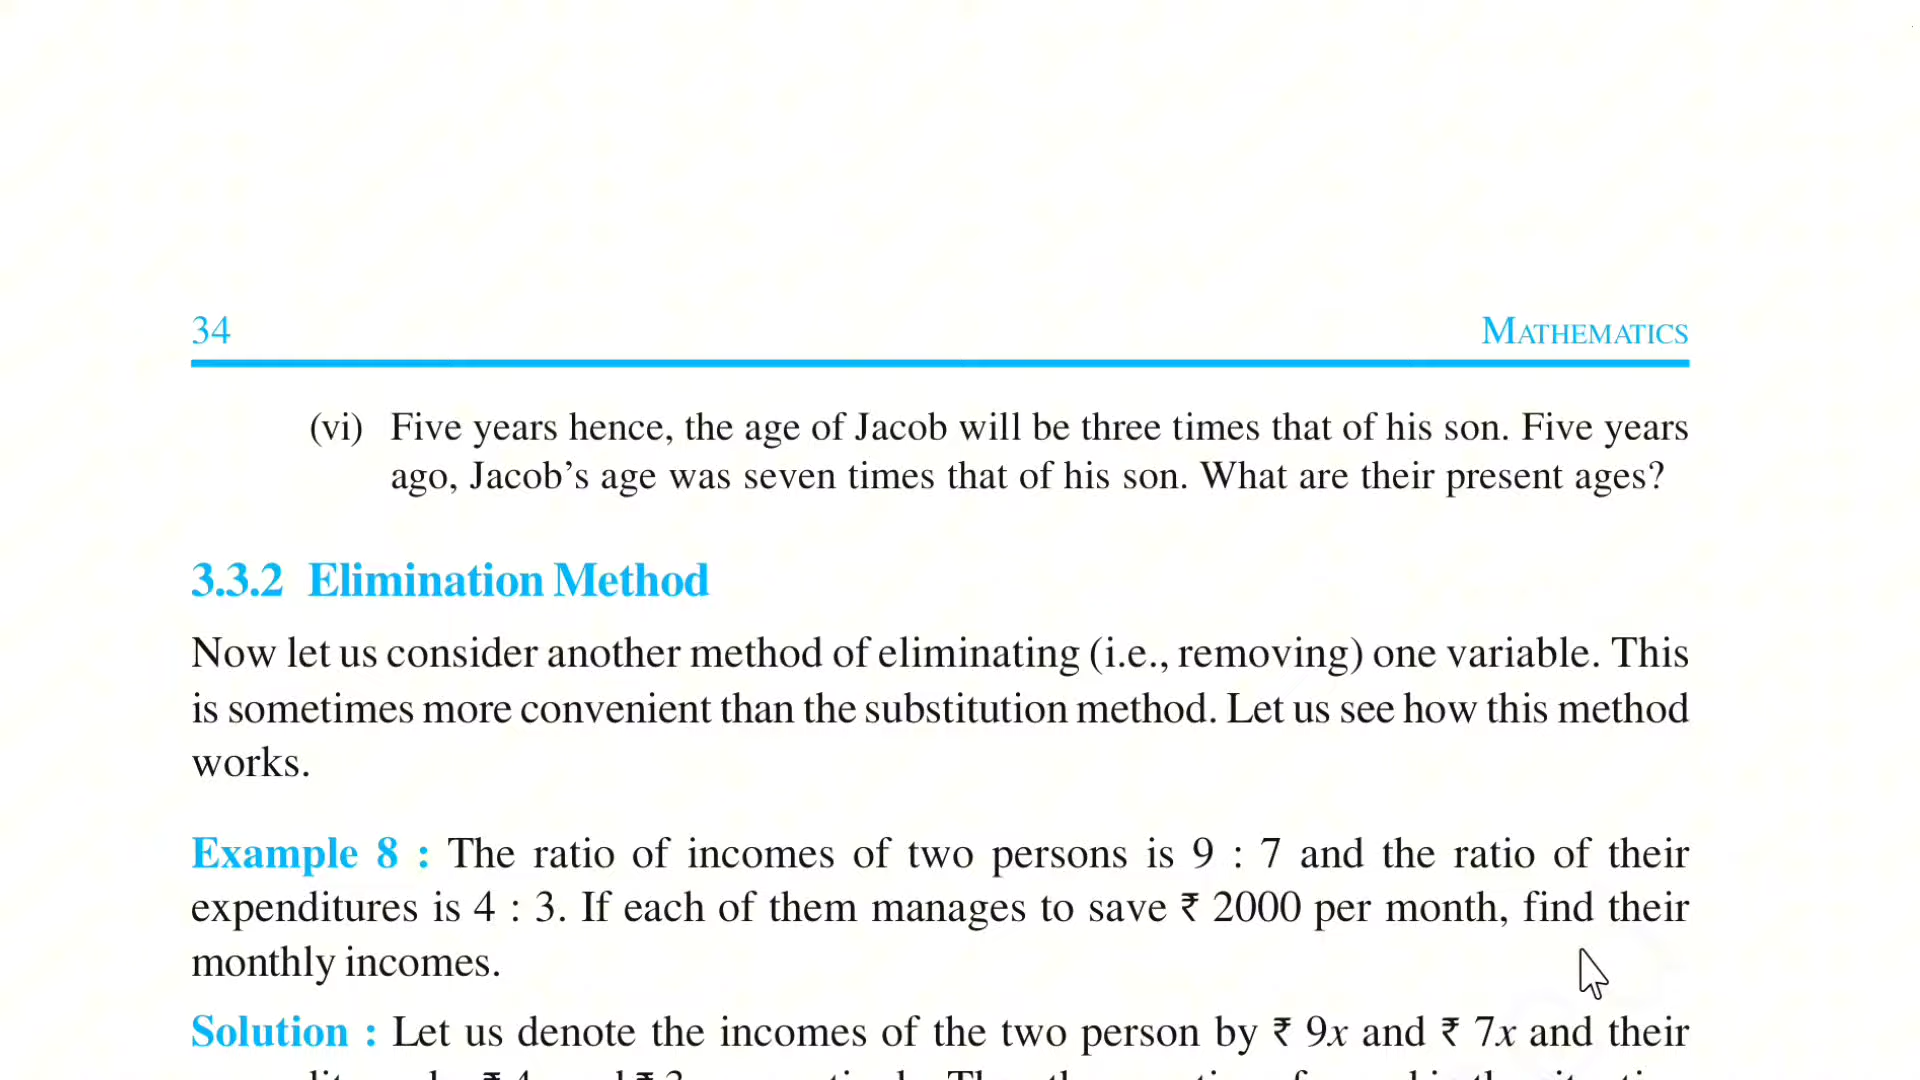 34 MATHEMATICS
(vi) Five years hence, the age of Jacob will be three times that of his son. Five years
ago, Jacob’s age was seven times that of his son. What are their present ages?
3.3.2 Elimination Method
Now let us consider another method of eliminating (i.e., removing) one variable. This
is sometimes more convenient than the substitution method. Let us see how this method
works.
Example 8 : The ratio of incomes of two persons is 9 : 7 and the ratio of their
expenditures is 4 : 3. If each of them manages to save ₹ 2000 per month, find their
monthly incomes.
Solution : Let us denote the incomes of the two person by ₹ 9x and ₹ 7x and their